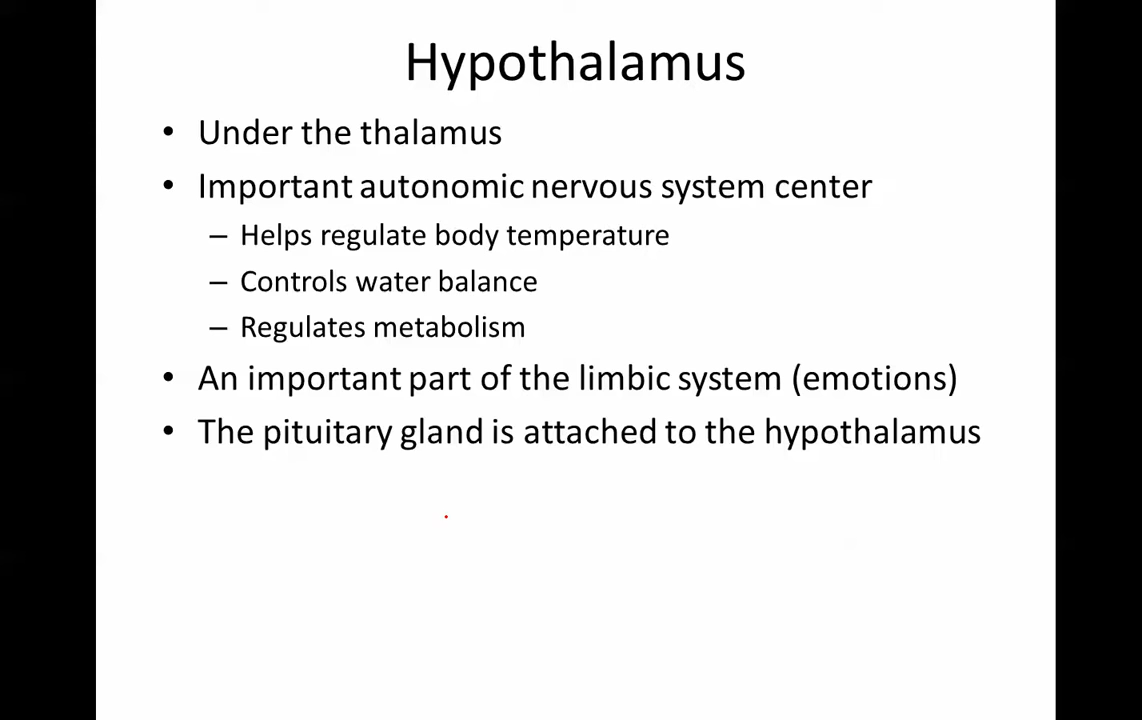 Hypothalamus
• Under the thalamus
• Important autonomic nervous system center
– Helps regulate body temperature
– Controls water balance
– Regulates metabolism
• An important part of the limbic system (emotions)
• The pituitary gland is attached to the hypothalamus